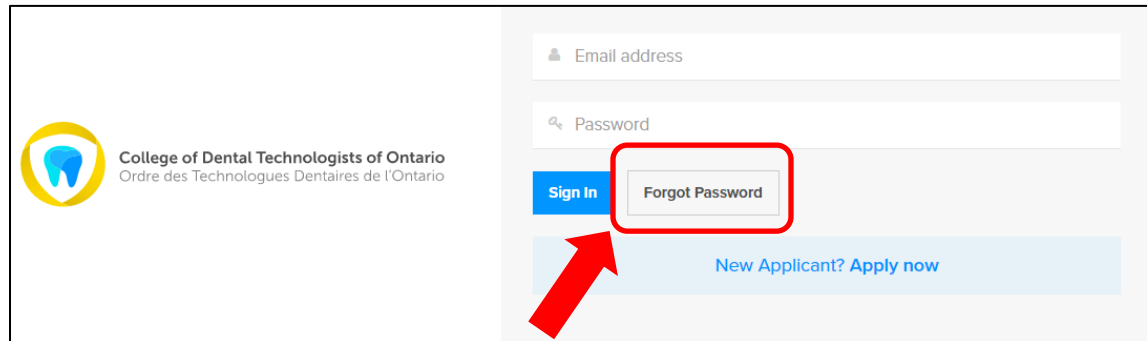 College of Dental Technologists of Ontario
Ordre des Technologues Dentaires de l'Ontario
Email address
Password
Sign In
Forgot Password
New Applicant? Apply now